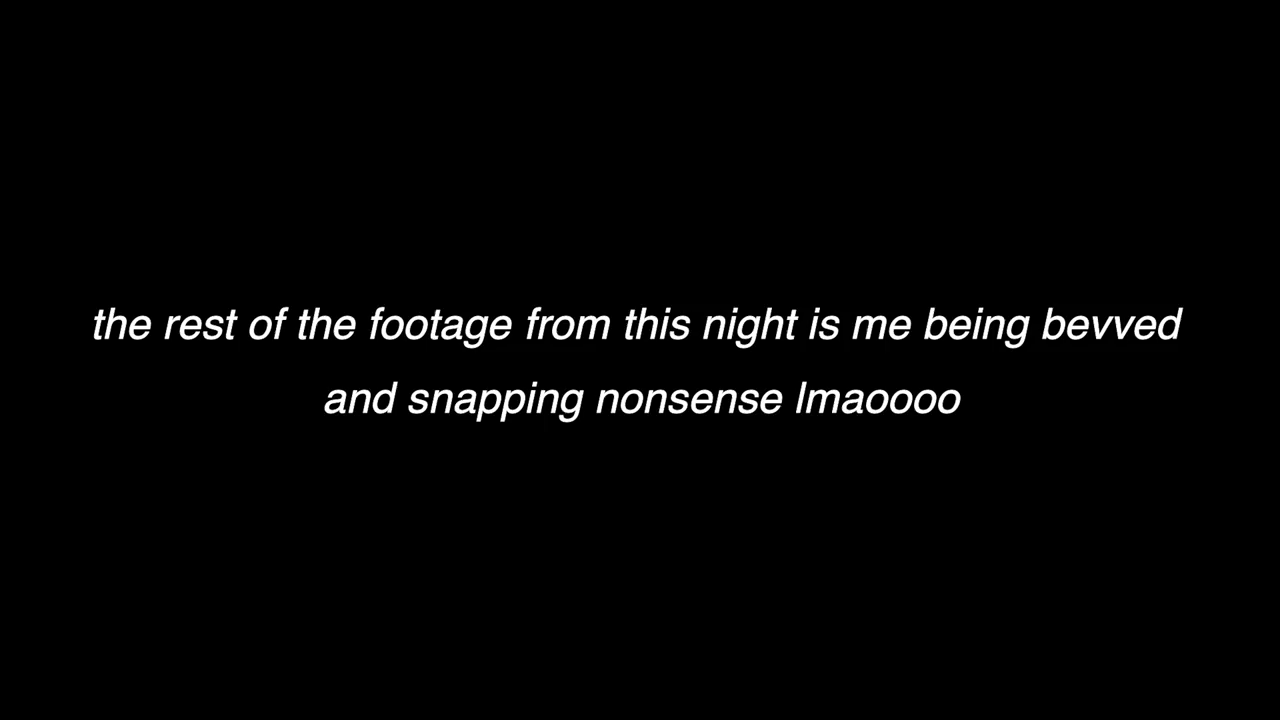 the rest of the footage from this night is me being bevved
and snapping nonsense lmaoooo